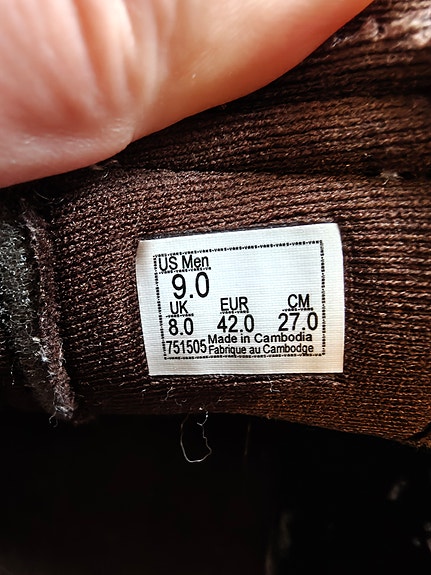 US Men
9.0
UK EUR CM
8.0 42.0 27.0
751505 Made in Cambodia
Fabrique au Cambodge